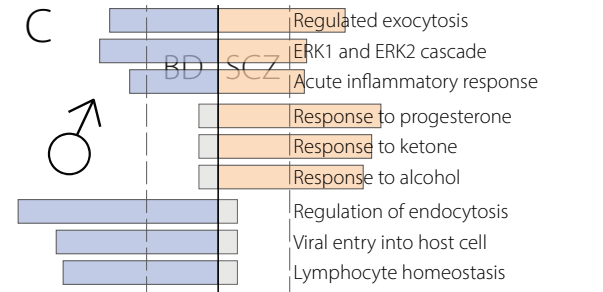 C
Regulated exocytosis
ERK1 and ERK2 cascade
BD SCZ
Acute inflammatory response
Response to progesterone
Response to ketone
Response to alcohol
Regulation of endocytosis
Viral entry into host cell
Lymphocyte homeostasis